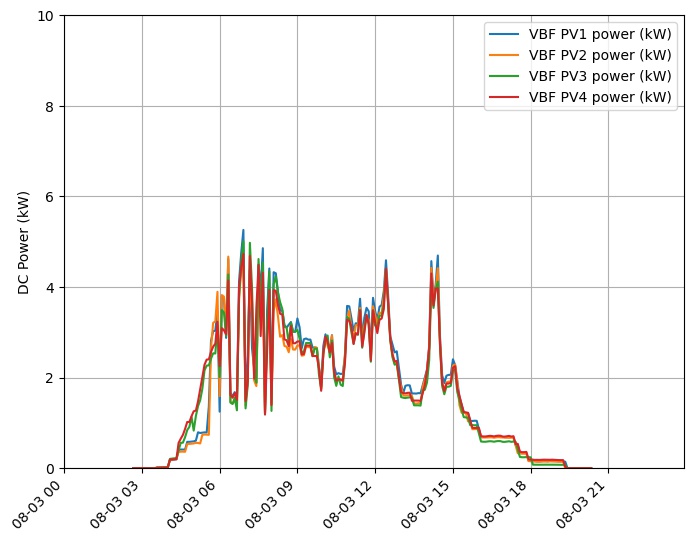 10
8
6
4
2
0
DC Power (kW)
VBF PV1 power (kW)
VBF PV2 power (kW)
VBF PV3 power (kW)
VBF PV4 power (kW)
08-03 00
08-03 03
08-03 06
08-03 09
08-03 12
08-03 15
08-03 18
08-03 21